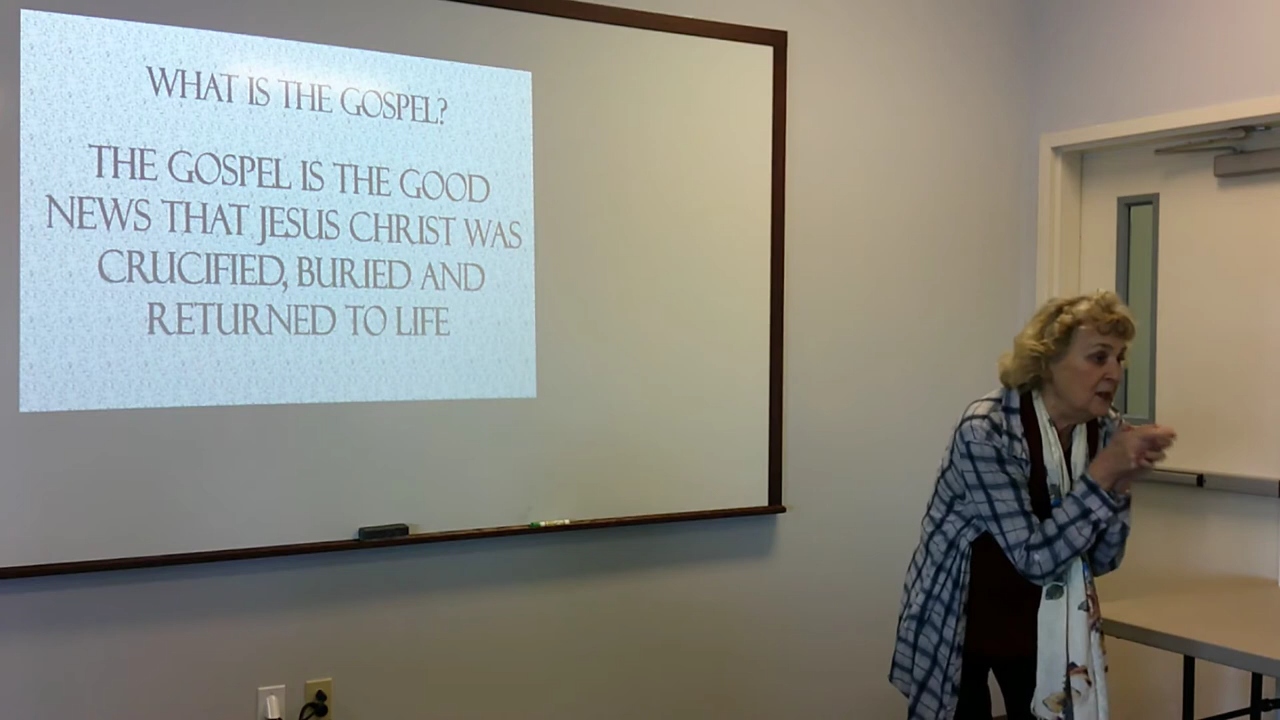 WHAT IS THE GOSPEL?
THE GOSPEL IS THE GOOD
NEWS THAT JESUS CHRIST WAS
CRUCIFIED, BURIED AND
RETURNED TO LIFE